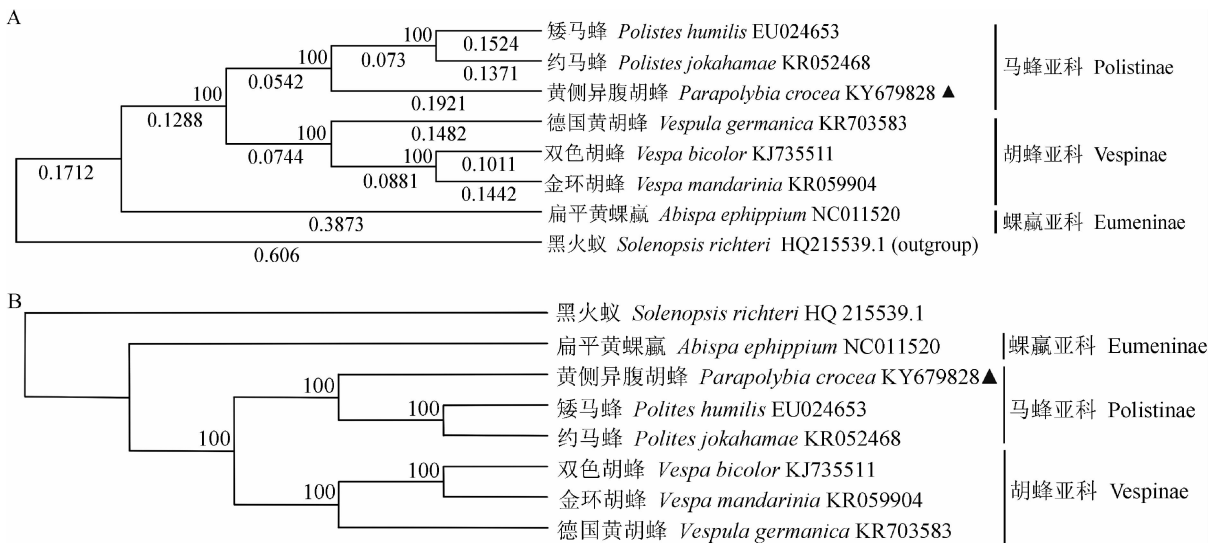 A
100
矮马蜂 Polistes humilis EU024653
0.1524
100
0.073
约马蜂 Polistes jokahamae KR052468
0.1371
马蜂亚科 Polistinae
100
0.0542
黄侧异腹胡蜂 Parapolybia crocea KY679828▲
0.1921
0.1288
100
德国黄胡蜂 Vespula germanica KR703583
0.1482
0.0744
100
双色胡蜂 Vespa bicolor KJ735511
0.1011
胡蜂亚科 Vespinae
0.1712
0.0881
金环胡蜂 Vespa mandarinia KR059904
0.1442
扁平黄蜾蠃 Abispa ephippium NC011520
0.3873
蜾蠃亚科 Eumeninae
黑火蚁 Solenopsis richteri HQ215539.1 (outgroup)
0.606
B
黑火蚁 Solenopsis richteri HQ 215539.1
扁平黄蜾蠃 Abispa ephippium NC011520
蜾蠃亚科 Eumeninae
100
黄侧异腹胡蜂 Parapolybia crocea KY679828▲
100
矮马蜂 Polites humilis EU024653
马蜂亚科 Polistinae
100
约马蜂 Polites jokahamae KR052468
100
双色胡蜂 Vespa bicolor KJ735511
100
金环胡蜂 Vespa mandarinia KR059904
胡蜂亚科 Vespinae
德国黄胡蜂 Vespula germanica KR703583